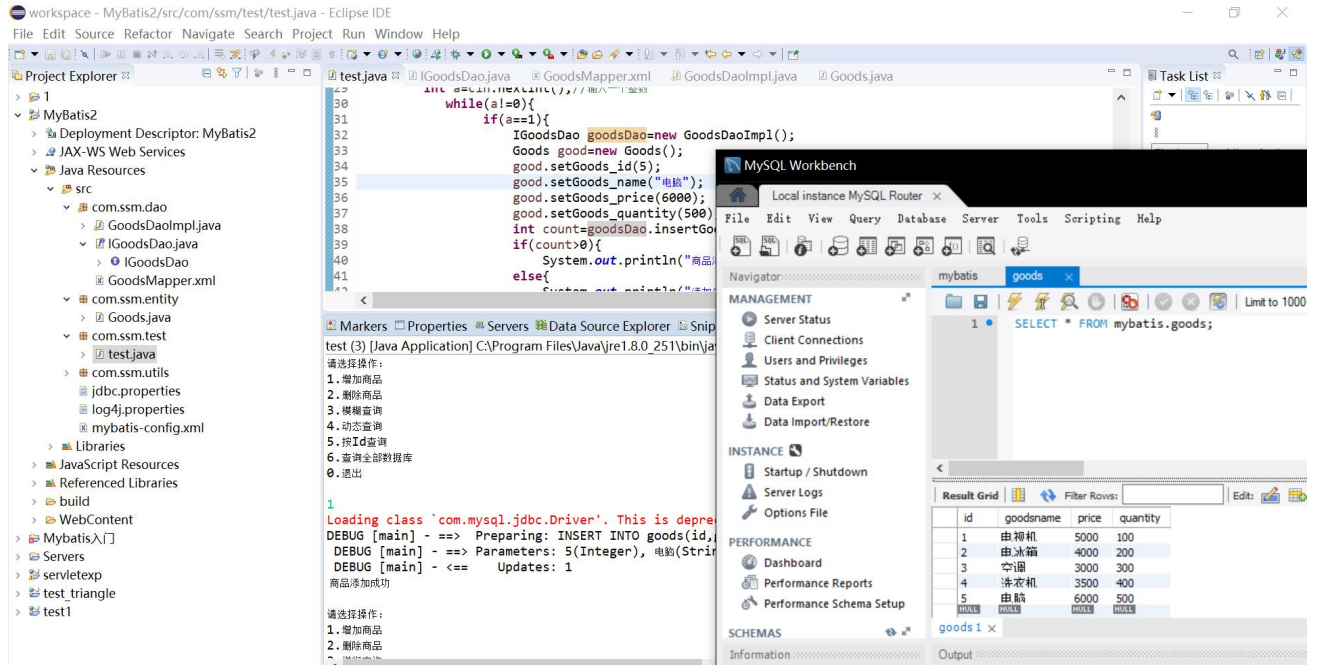 workspace - MyBatis2/src/com/ssm/test/test.java - Eclipse IDE
File Edit Source Refactor Navigate Search Project Run Window Help
Project Explorer
1
MyBatis2
Deployment Descriptor: MyBatis2
JAX-WS Web Services
Java Resources
src
com.ssm.dao
GoodsDaoImpl.java
IGoodsDao.java
IGoodsDao
GoodsMapper.xml
com.ssm.entity
Goods.java
com.ssm.test
test.java
com.ssm.utils
jdbc.properties
log4j.properties
mybatis-config.xml
Libraries
JavaScript Resources
Referenced Libraries
build
WebContent
Mybatis入门
Servers
servletexp
test_triangle
test1
test.java IGoodsDao.java GoodsMapper.xml GoodsDaoImpl.java Goods.java
29 int a=cin.nextInt();//输入一个整数
30 while(a!=0){
31 if(a==1){
32 IGoodsDao goodsDao=new GoodsDaoImpl();
33 Goods good=new Goods();
34 good.setGoods_id(5);
35 good.setGoods_name("电脑");
36 good.setGoods_price(6000);
37 good.setGoods_quantity(500)
38 int count=goodsDao.insertGo
39 if(count>0){
40 System.out.println("商品添
41 else{
42 System.out.println("添加
Task List
Markers Properties Servers Data Source Explorer Snip
test (3) [Java Application] C:\Program Files\Java\jre1.8.0_251\bin\ja
请选择操作:
1.增加商品
2.删除商品
3.模糊查询
4.动态查询
5.按Id查询
6.查询全部数据库
0.退出
1
Loading class `com.mysql.jdbc.Driver'. This is depre
DEBUG [main] - ==>  Preparing: INSERT INTO goods(id,g
DEBUG [main] - ==> Parameters: 5(Integer), 电脑(Strin
DEBUG [main] - <==    Updates: 1
商品添加成功
请选择操作:
1.增加商品
2.删除商品
MySQL Workbench
Local instance MySQL Router
File Edit View Query Database Server Tools Scripting Help
Navigator
MANAGEMENT
Server Status
Client Connections
Users and Privileges
Status and System Variables
Data Export
Data Import/Restore
INSTANCE
Startup / Shutdown
Server Logs
Options File
PERFORMANCE
Dashboard
Performance Reports
Performance Schema Setup
SCHEMAS
Information
mybatis goods
Limit to 1000
1 SELECT * FROM mybatis.goods;
Result Grid Filter Rows: Edit:
id goodsname price quantity
1 电视机 5000 100
2 电冰箱 4000 200
3 空调 3000 300
4 洗衣机 3500 400
5 电脑 6000 500
NULL NULL NULL NULL
goods 1
Output